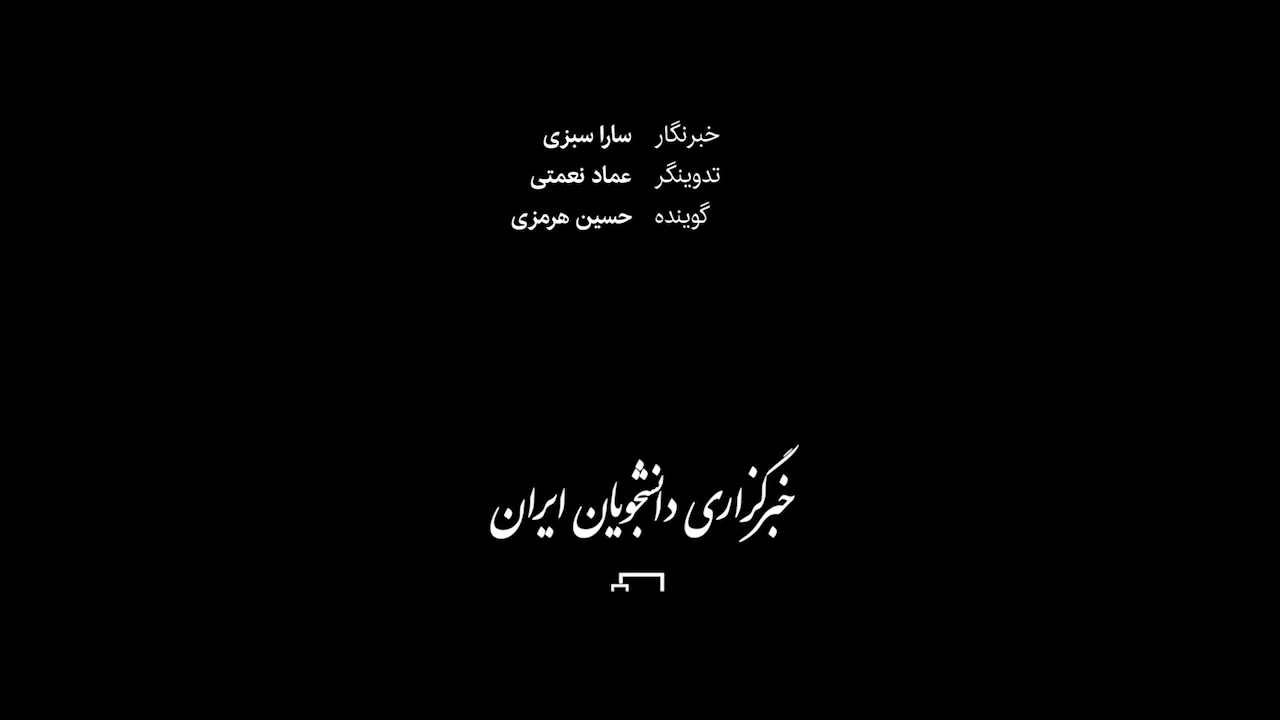 خبرنگار سارا سبزی
تدوینگر عماد نعمتی
گوینده حسین هرمزی
خبرگزاری دانشجویان ایران